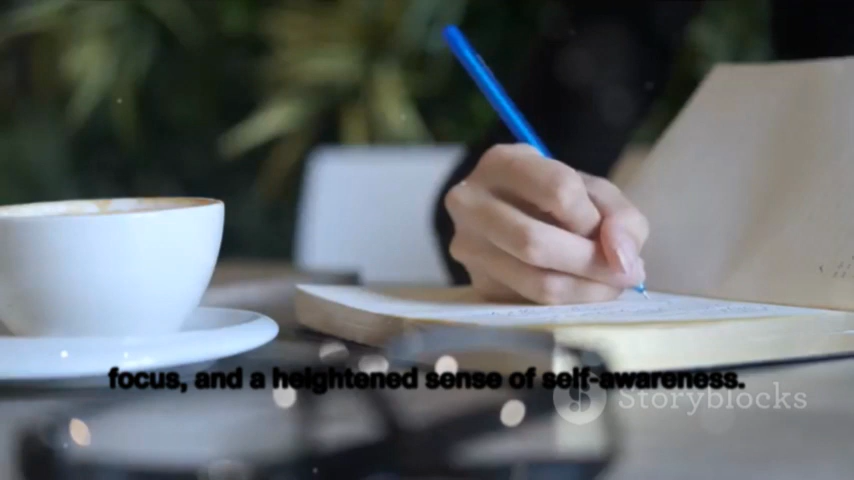 focus, and a heightened sense of self-awareness.
Storyblocks